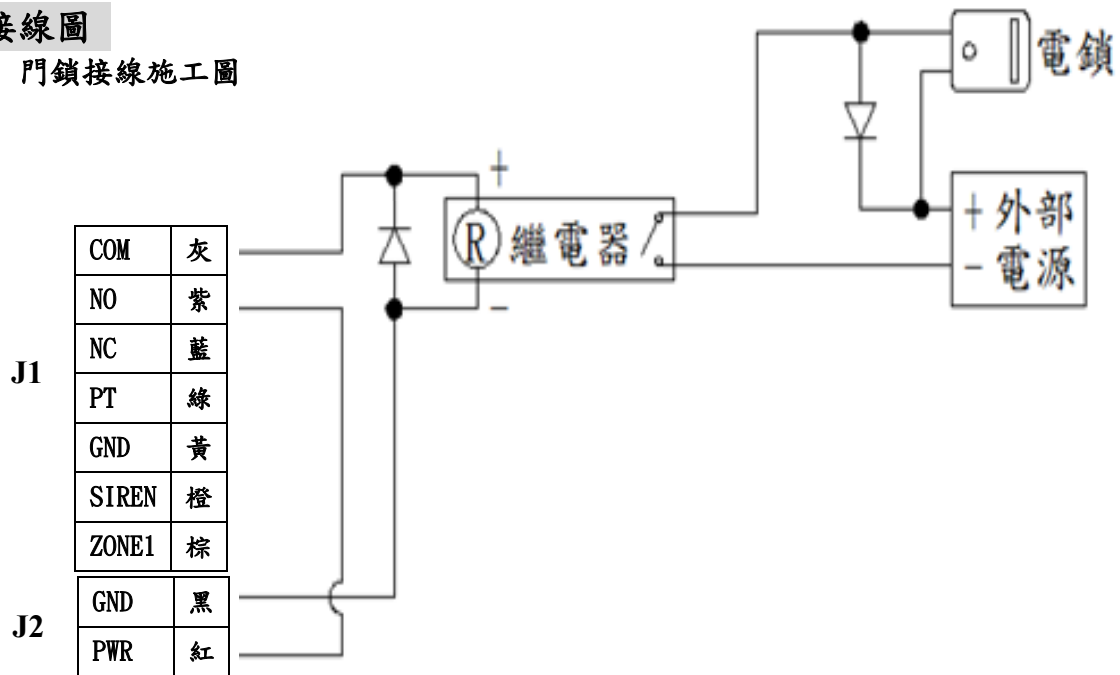 接線圖
門鎖接線施工圖
電鎖
+
R 繼電器
-
+ 外部
- 電源
J1
COM 灰
NO 紫
NC 藍
PT 綠
GND 黃
SIREN 橙
ZONE1 棕
J2
GND 黑
PWR 紅